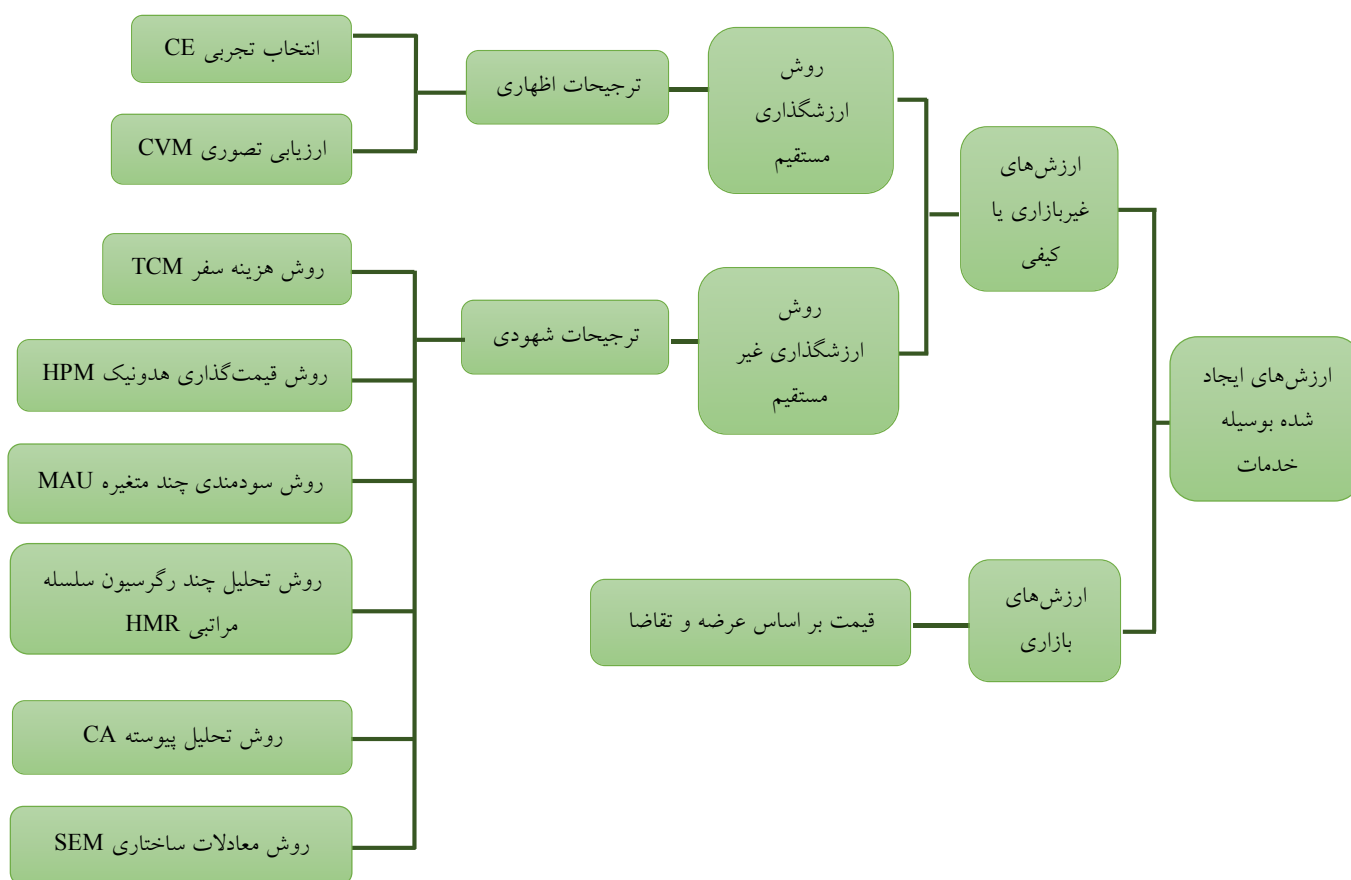 ارزش‌های ایجاد
شده بوسیله
خدمات
ارزش‌های
غیربازاری یا
کیفی
روش
ارزشگذاری
مستقیم
ترجیحات اظهاری
انتخاب تجربی CE
ارزیابی تصوری CVM
روش
ارزشگذاری غیر
مستقیم
ترجیحات شهودی
روش هزینه سفر TCM
روش قیمت‌گذاری هدونیک HPM
روش سودمندی چند متغیره MAU
روش تحلیل چند رگرسیون سلسله
مراتبی HMR
روش تحلیل پیوسته CA
روش معادلات ساختاری SEM
ارزش‌های
بازاری
قیمت بر اساس عرضه و تقاضا